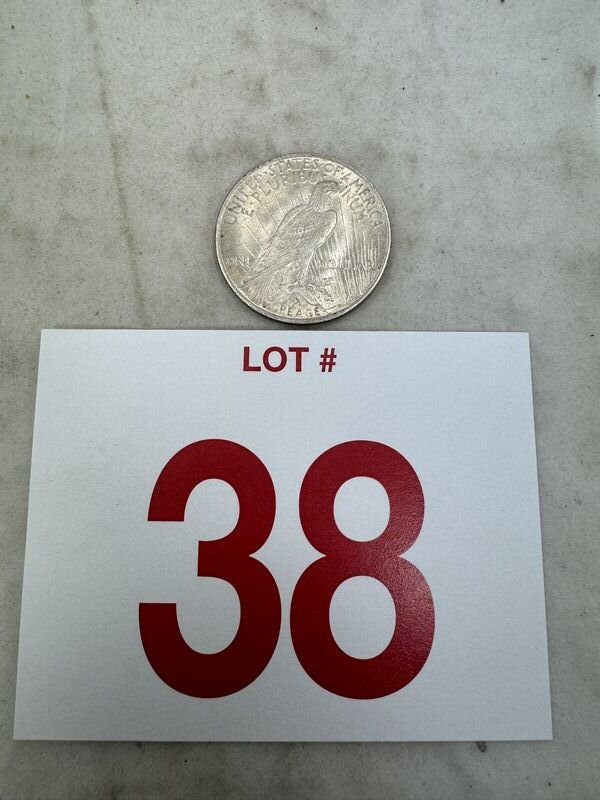 UNITED STATES OF AMERICA
E PLURIBUS UNUM
ONE DOLLAR
PEACE
LOT #
38